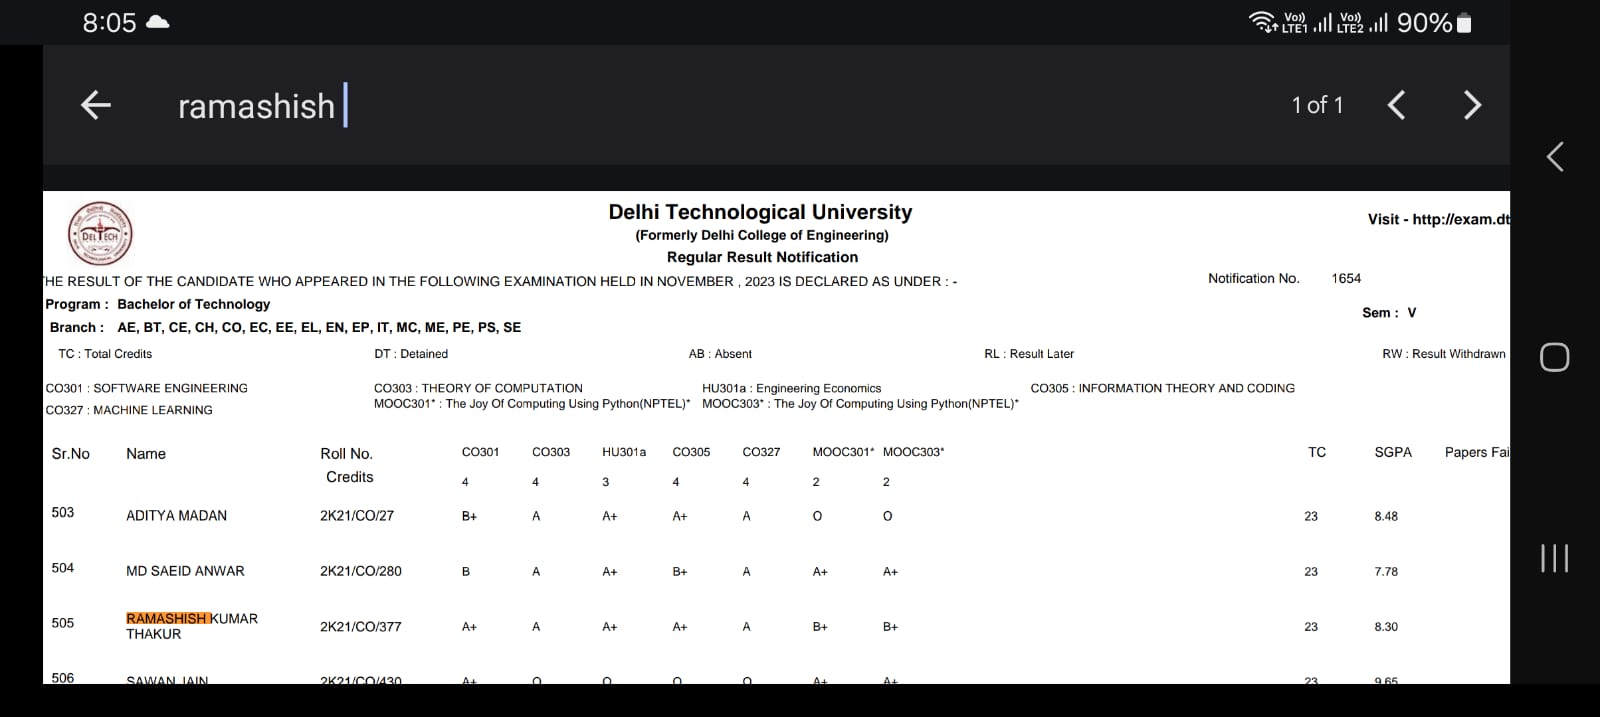 8:05 Vo)) LTE1 Vo)) LTE2 90%
ramashish 1 of 1
DELTECH
Delhi Technological University
Visit - http://exam.dt
(Formerly Delhi College of Engineering)
Regular Result Notification
HE RESULT OF THE CANDIDATE WHO APPEARED IN THE FOLLOWING EXAMINATION HELD IN NOVEMBER , 2023 IS DECLARED AS UNDER : - Notification No. 1654
Program : Bachelor of Technology
Sem : V
Branch : AE, BT, CE, CH, CO, EC, EE, EL, EN, EP, IT, MC, ME, PE, PS, SE
TC : Total Credits DT : Detained AB : Absent RL : Result Later RW : Result Withdrawn
CO301 : SOFTWARE ENGINEERING CO303 : THEORY OF COMPUTATION HU301a : Engineering Economics CO305 : INFORMATION THEORY AND CODING
CO327 : MACHINE LEARNING MOOC301* : The Joy Of Computing Using Python(NPTEL)* MOOC303* : The Joy Of Computing Using Python(NPTEL)*
Sr.No Name Roll No. CO301 CO303 HU301a CO305 CO327 MOOC301* MOOC303* TC SGPA Papers Fai
Credits 4 4 3 4 4 2 2
503 ADITYA MADAN 2K21/CO/27 B+ A A+ A+ A O O 23 8.48
504 MD SAEID ANWAR 2K21/CO/280 B A A+ B+ A A+ A+ 23 7.78
505 RAMASHISH KUMAR THAKUR 2K21/CO/377 A+ A A+ A+ A B+ B+ 23 8.30
506 SAWAN JAIN 2K21/CO/430 A+ O O O O A+ A+ 23 9.65